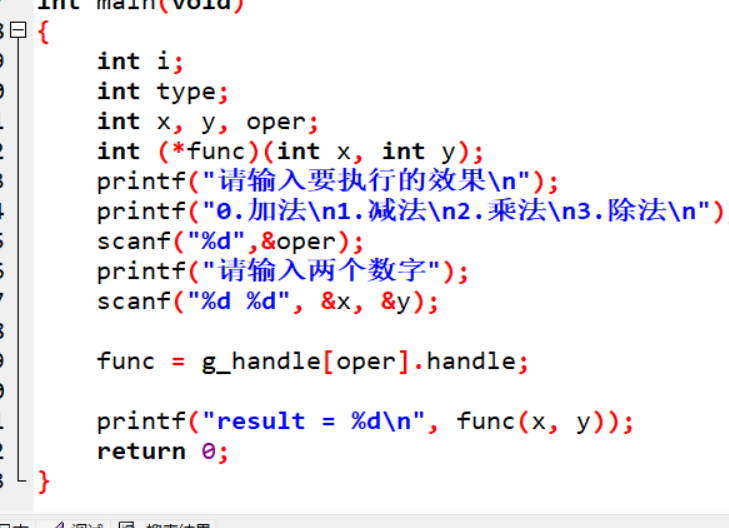 int main(void)
{
int i;
int type;
int x, y, oper;
int (*func)(int x, int y);
printf("请输入要执行的效果\n");
printf("0.加法\n1.减法\n2.乘法\n3.除法\n")
scanf("%d",&oper);
printf("请输入两个数字");
scanf("%d %d", &x, &y);
func = g_handle[oper].handle;
printf("result = %d\n", func(x, y));
return 0;
}